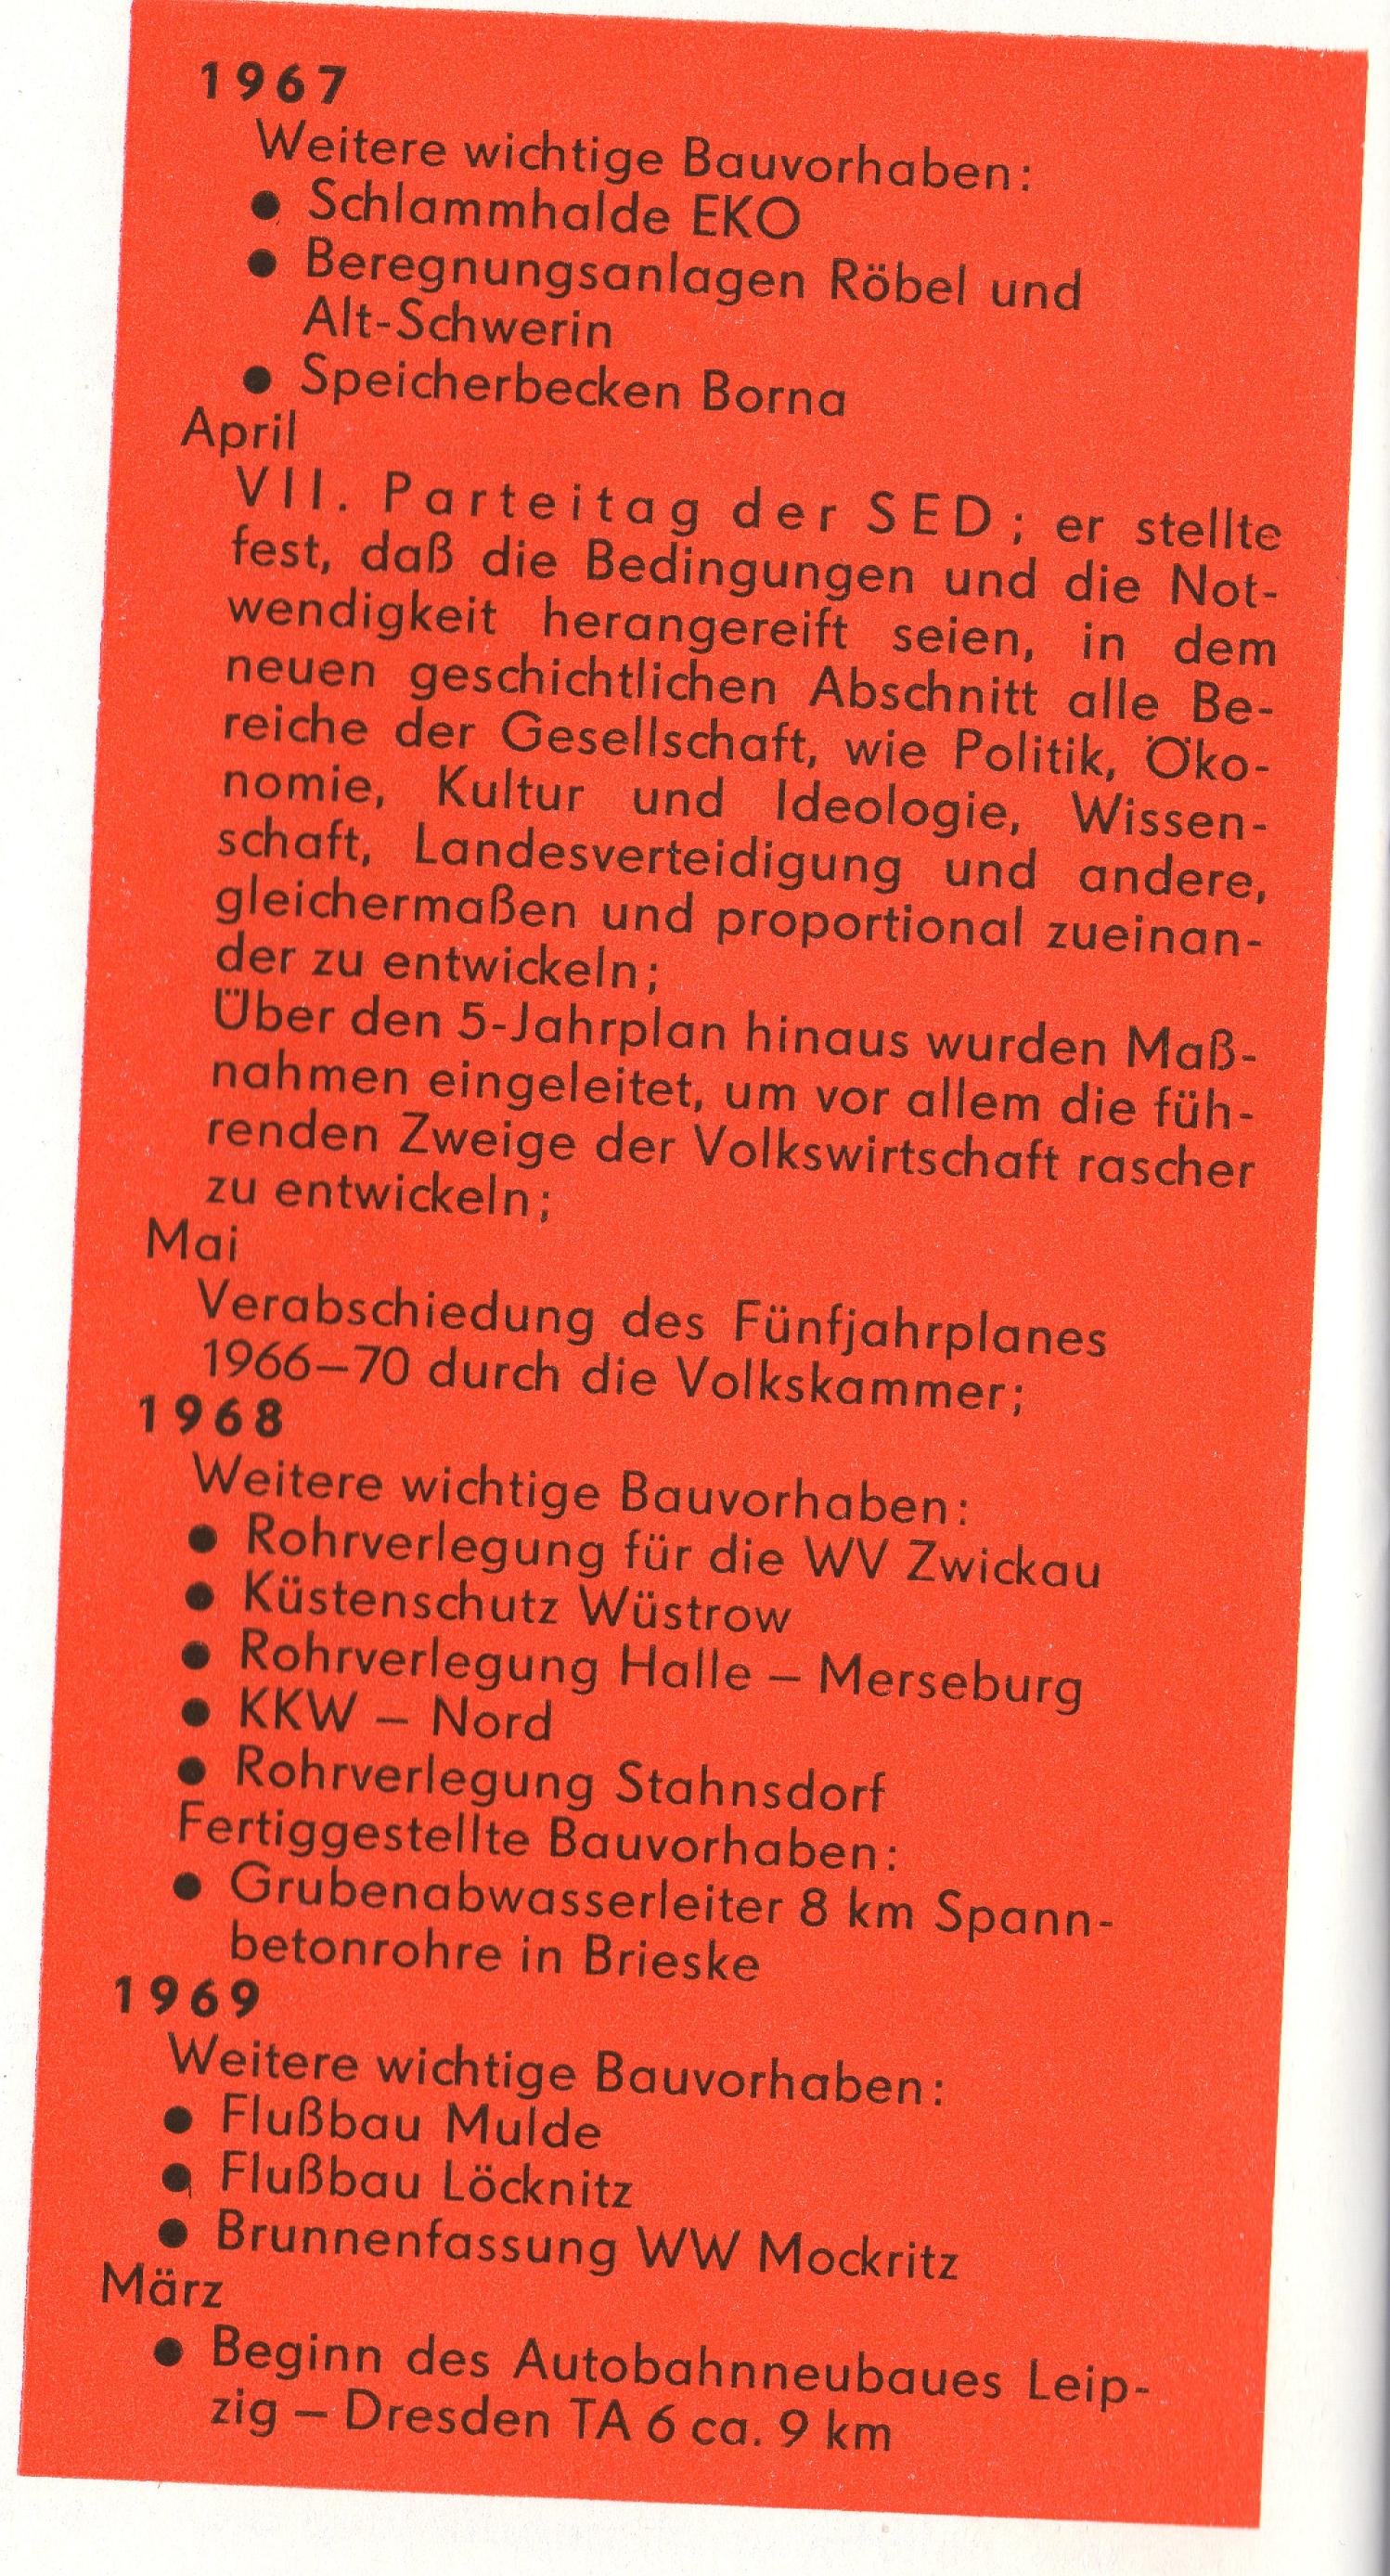 1967
Weitere wichtige Bauvorhaben:
● Schlammhalde EKO
● Beregnungsanlagen Röbel und
Alt-Schwerin
● Speicherbecken Borna
April
VII. Parteitag der SED; er stellte
fest, daß die Bedingungen und die Not-
wendigkeit herangereift seien, in dem
neuen geschichtlichen Abschnitt alle Be-
reiche der Gesellschaft, wie Politik, Öko-
nomie, Kultur und Ideologie, Wissen-
schaft, Landesverteidigung und andere,
gleichermaßen und proportional zueinan-
der zu entwickeln;
Über den 5-Jahrplan hinaus wurden Maß-
nahmen eingeleitet, um vor allem die füh-
renden Zweige der Volkswirtschaft rascher
zu entwickeln;
Mai
Verabschiedung des Fünfjahrplanes
1966–70 durch die Volkskammer;
1968
Weitere wichtige Bauvorhaben:
● Rohrverlegung für die WV Zwickau
● Küstenschutz Wüstrow
● Rohrverlegung Halle – Merseburg
● KKW – Nord
● Rohrverlegung Stahnsdorf
Fertiggestellte Bauvorhaben:
● Grubenabwasserleiter 8 km Spann-
betonrohre in Brieske
1969
Weitere wichtige Bauvorhaben:
● Flußbau Mulde
● Flußbau Löcknitz
● Brunnenfassung WW Mockritz
März
● Beginn des Autobahnneubaues Leip-
zig – Dresden TA 6 ca. 9 km